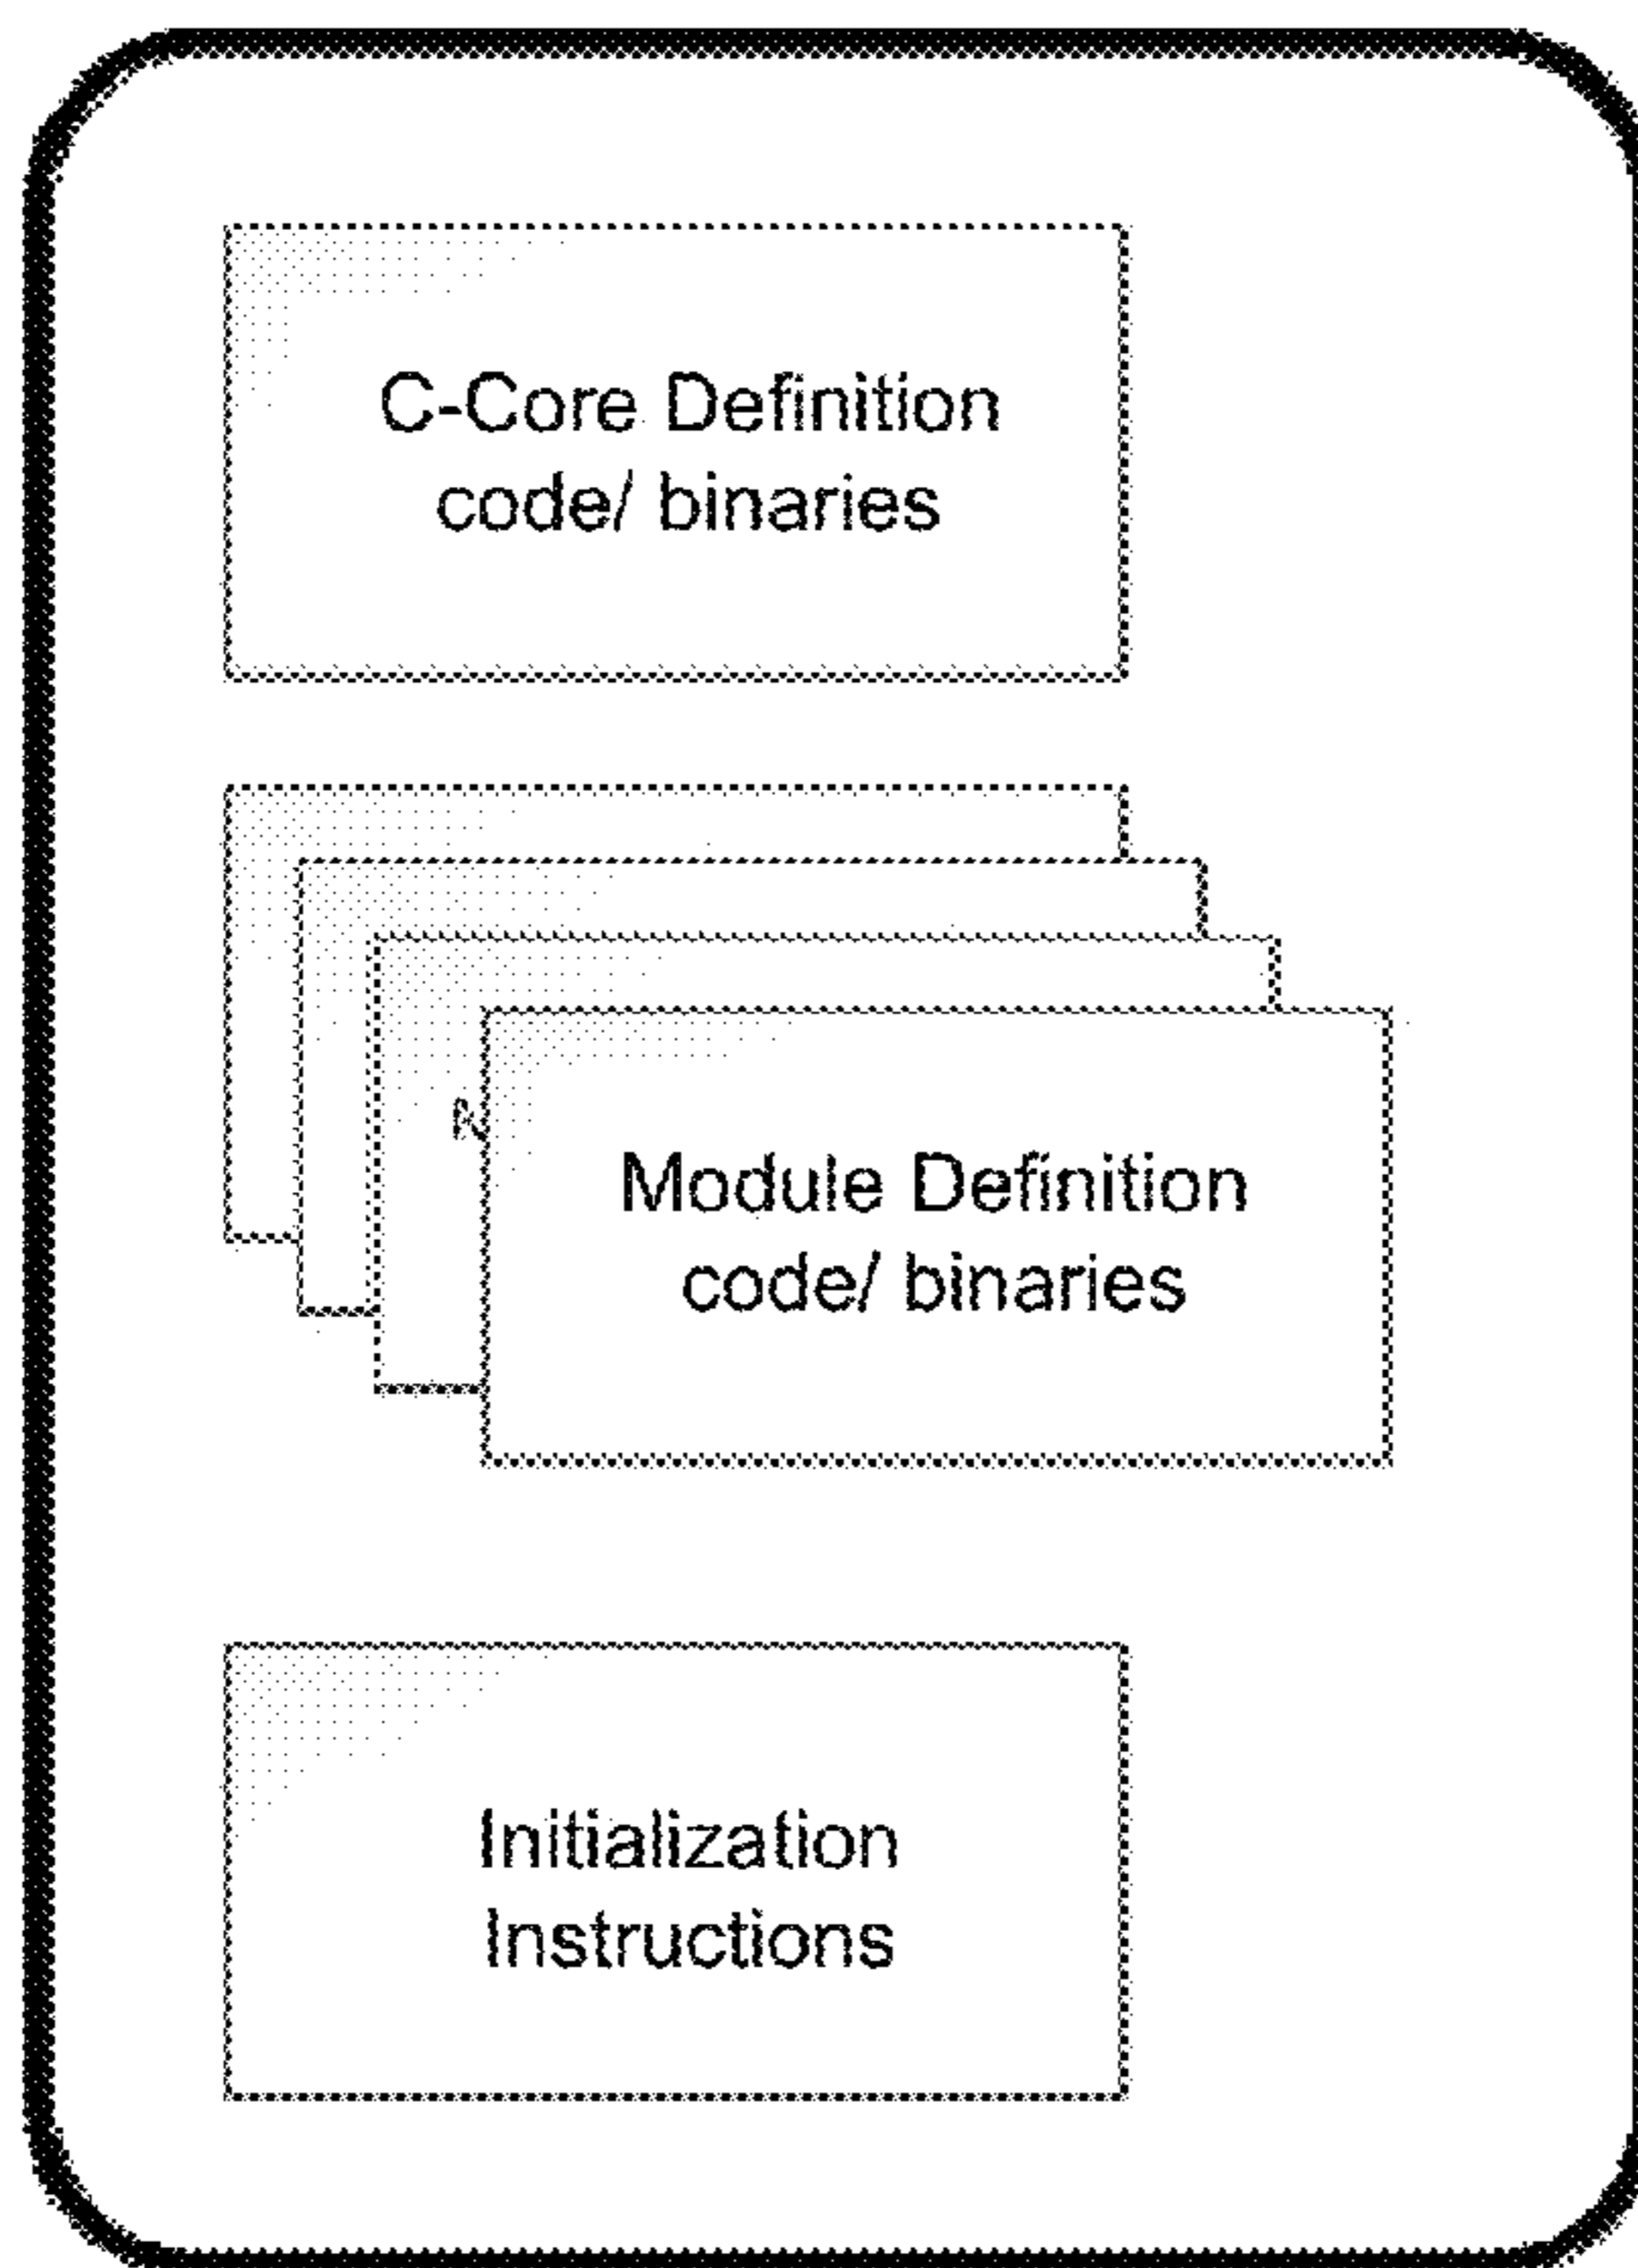 C-Core Definition
code/ binaries
Module Definition
code/ binaries
Initialization
Instructions